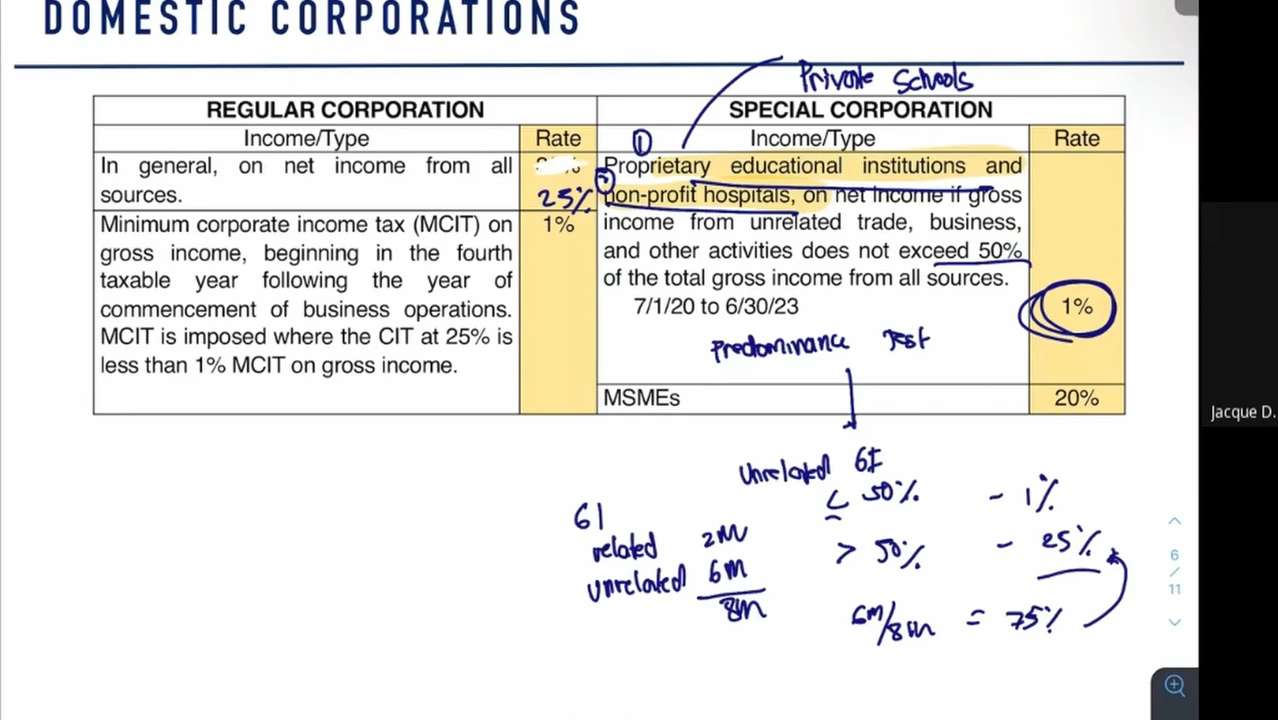 DOMESTIC CORPORATIONS
Private Schools
REGULAR CORPORATION
SPECIAL CORPORATION
Income/Type
Rate
①
Income/Type
Rate
In general, on net income from all
sources.
25%
Minimum corporate income tax (MCIT) on
gross income, beginning in the fourth
taxable year following the year of
commencement of business operations.
MCIT is imposed where the CIT at 25% is
less than 1% MCIT on gross income.
1%
Proprietary educational institutions and
②
non-profit hospitals, on net income if gross
income from unrelated trade, business,
and other activities does not exceed 50%
of the total gross income from all sources.
7/1/20 to 6/30/23
1%
Predominance Test
MSMEs
20%
Unrelated GI
≤ 50% - 1%
> 50% - 25%
6M/8M = 75%
GI
related 2M
unrelated 6M
8M
Jacque D.
6
/
11